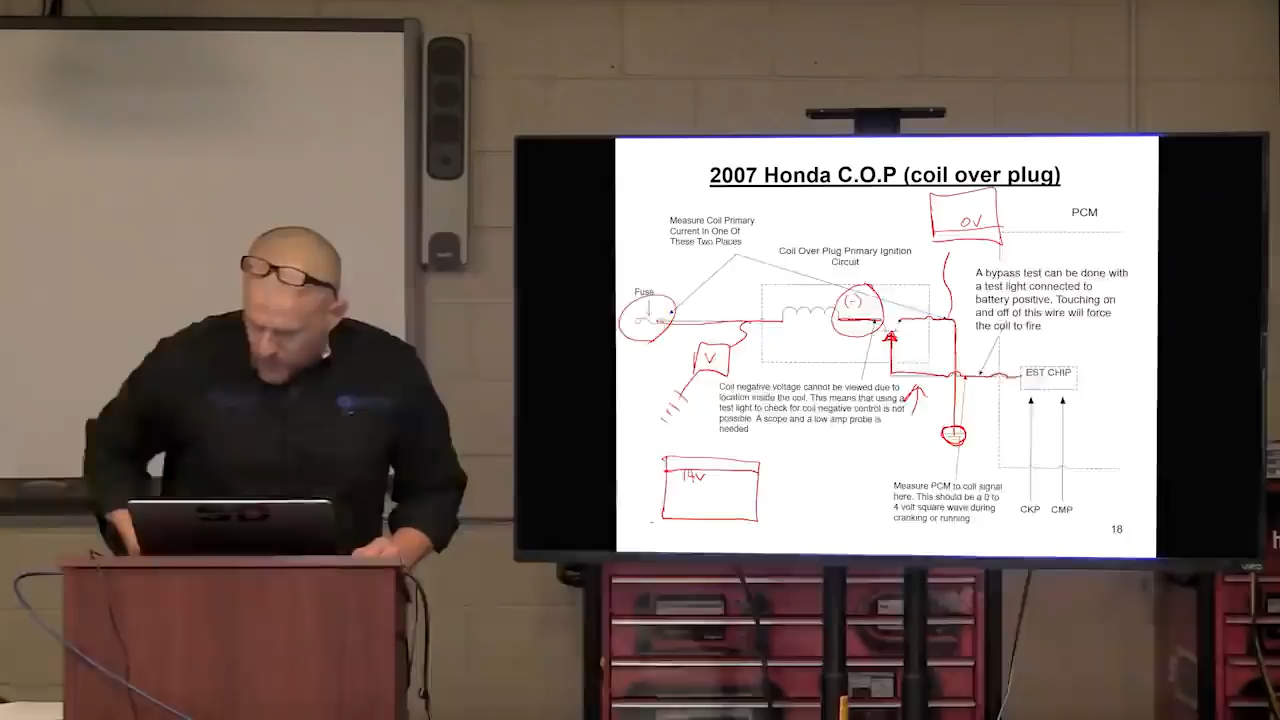 2007 Honda C.O.P (coil over plug)
0V
PCM
Measure Coil Primary
Current In One Of
These Two Places
Coil Over Plug Primary Ignition
Circuit
A bypass test can be done with
a test light connected to
battery positive. Touching on
and off of this wire will force
the coil to fire
Fuse
(-)
V
EST CHIP
Coil negative voltage cannot be viewed due to
location inside the coil. This means that using a
test light to check for coil negative control is not
possible. A scope and a low amp probe is
needed
14V
Measure PCM to coil signal
here. This should be a 0 to
4 volt square wave during
cranking or running
CKP CMP
18